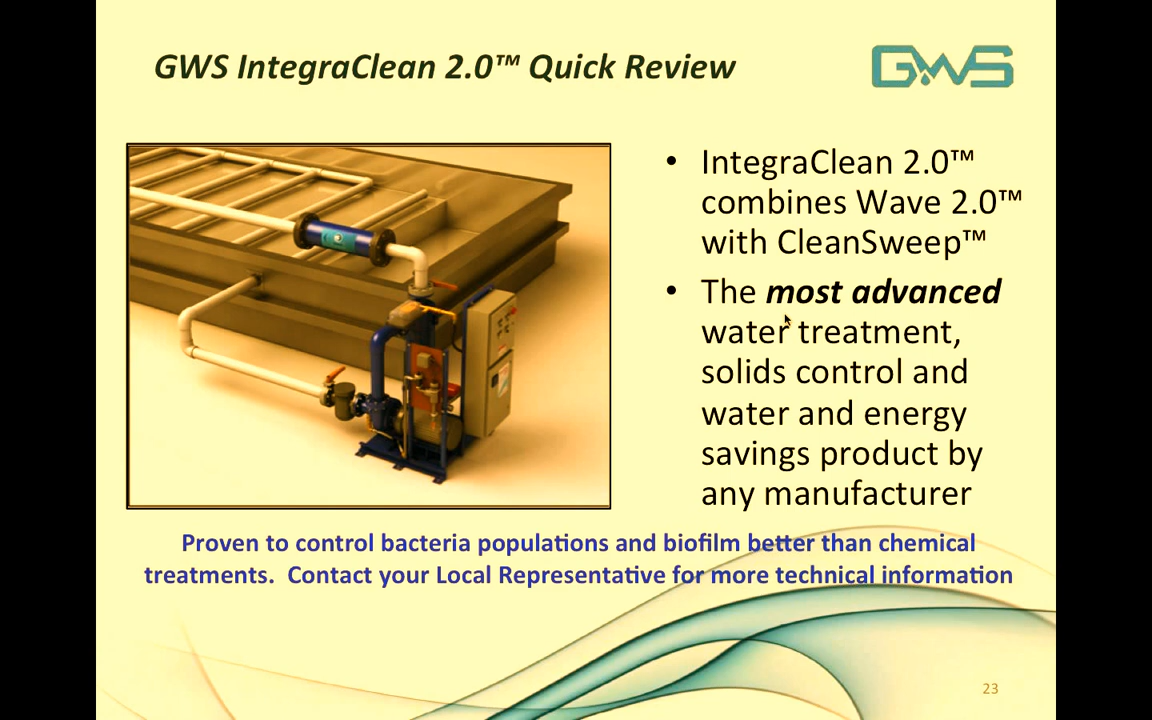 GWS IntegraClean 2.0™ Quick Review
GWS
• IntegraClean 2.0™
combines Wave 2.0™
with CleanSweep™
• The most advanced
water treatment,
solids control and
water and energy
savings product by
any manufacturer
Proven to control bacteria populations and biofilm better than chemical
treatments.  Contact your Local Representative for more technical information
23